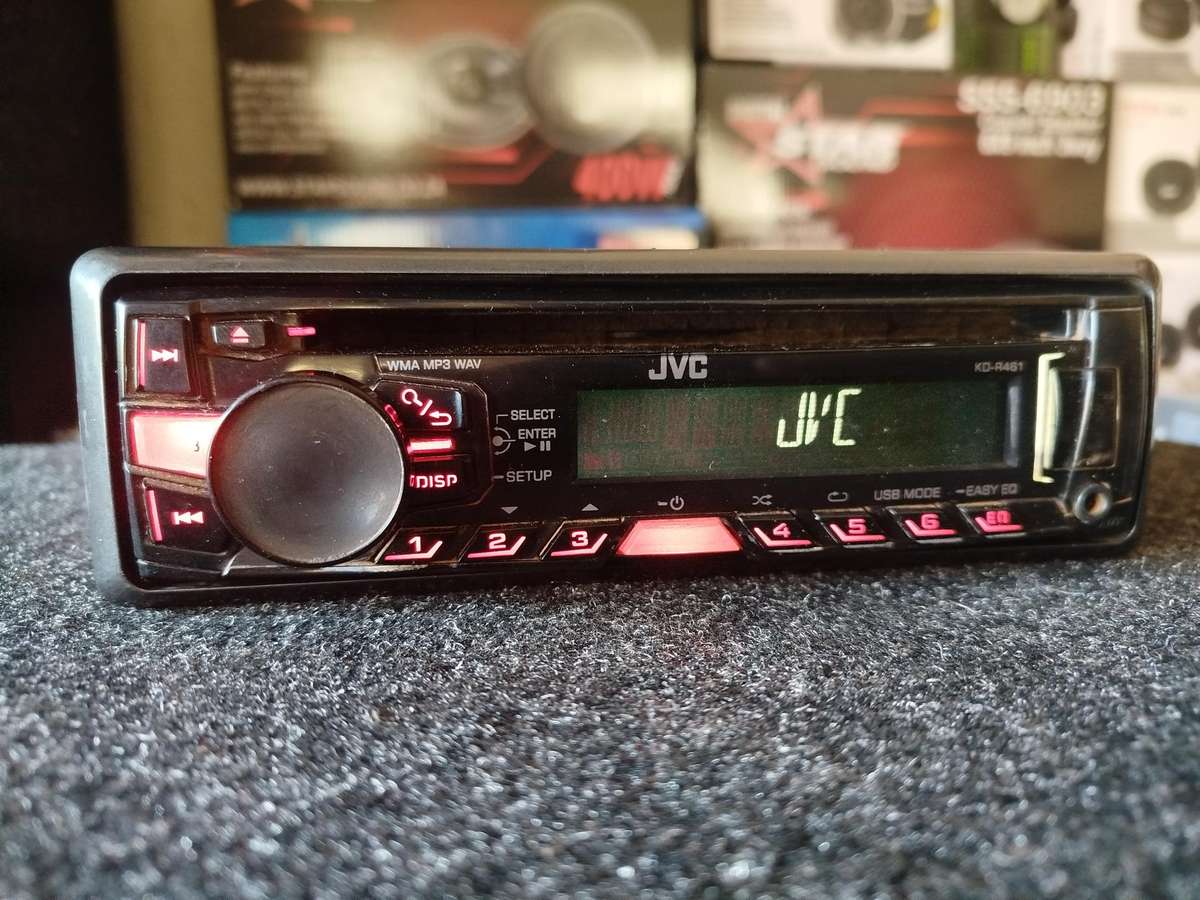 400W
SSS-6903
STAR
WMA MP3 WAV
JVC
KD-R461
SELECT
ENTER
SETUP
DISP
JVC
USB MODE
EASY EQ
1
2
3
4
5
6
EQ